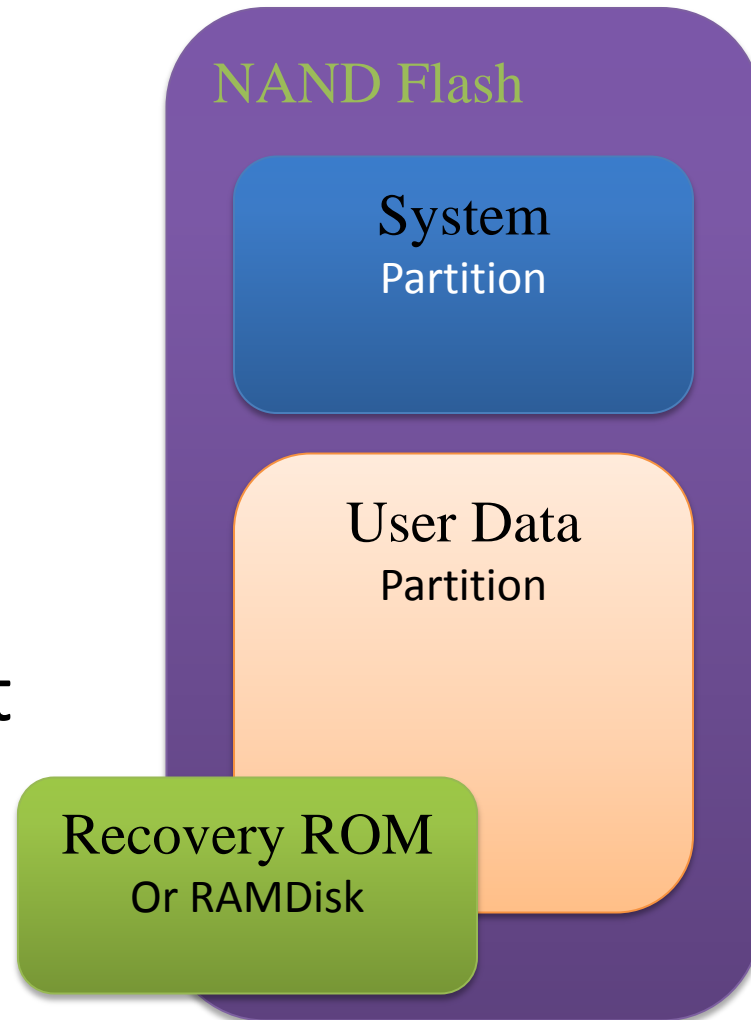 NAND Flash
System
Partition
User Data
Partition
t
Recovery ROM
Or RAMDisk